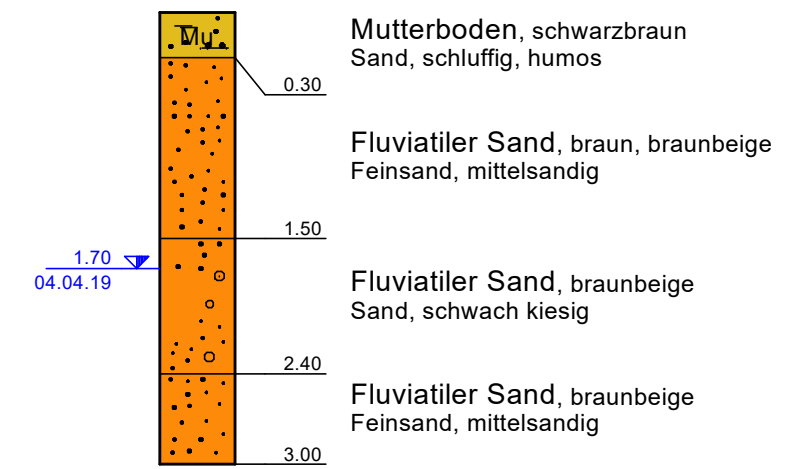 Mutterboden, schwarzbraun
Sand, schluffig, humos
Mu
0.30
Fluviatiler Sand, braun, braunbeige
Feinsand, mittelsandig
1.50
1.70
04.04.19
Fluviatiler Sand, braunbeige
Sand, schwach kiesig
2.40
Fluviatiler Sand, braunbeige
Feinsand, mittelsandig
3.00